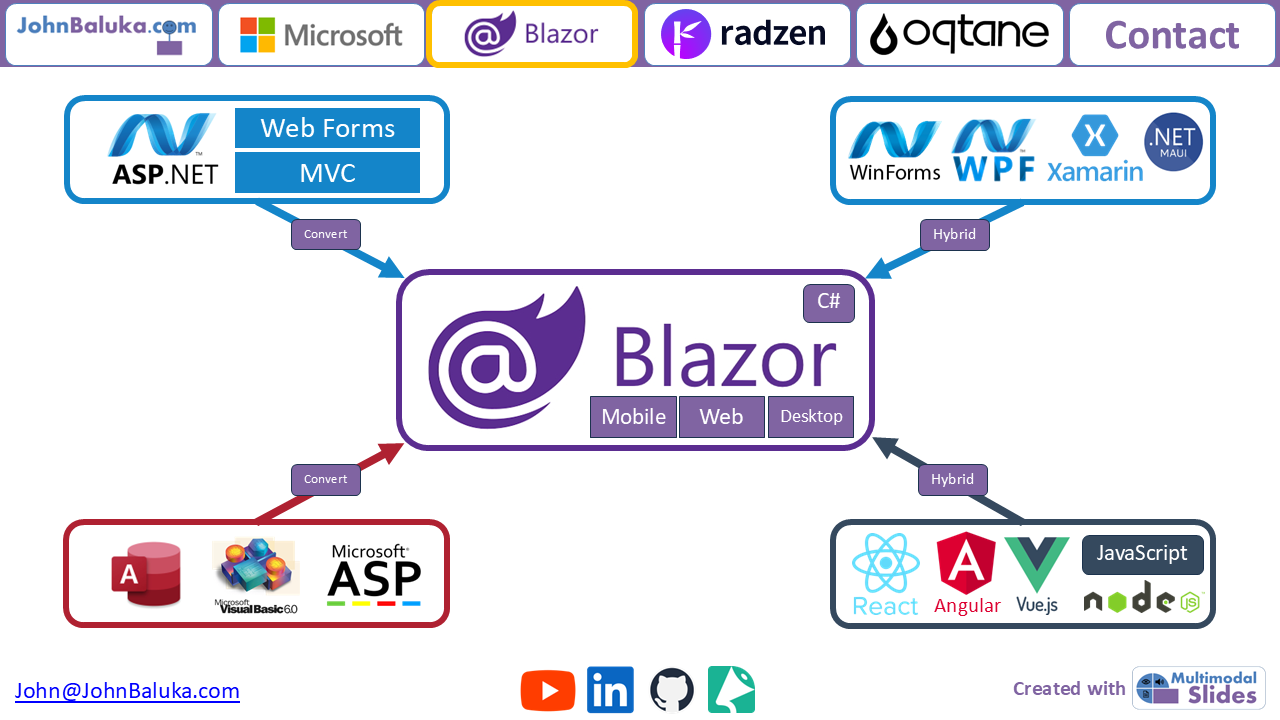 JohnBaluka.com
Microsoft
@ Blazor
radzen
oqtane
Contact
ASP.NET
Web Forms
MVC
WinForms
WPF
Xamarin
.NET
MAUI
Convert
Hybrid
C#
@ Blazor
Mobile
Web
Desktop
Convert
Hybrid
A
Microsoft
Visual Basic 6.0
Microsoft
ASP
React
A
Angular
Vue.js
JavaScript
node
JS
John@JohnBaluka.com
in
Created with
Multimodal
Slides